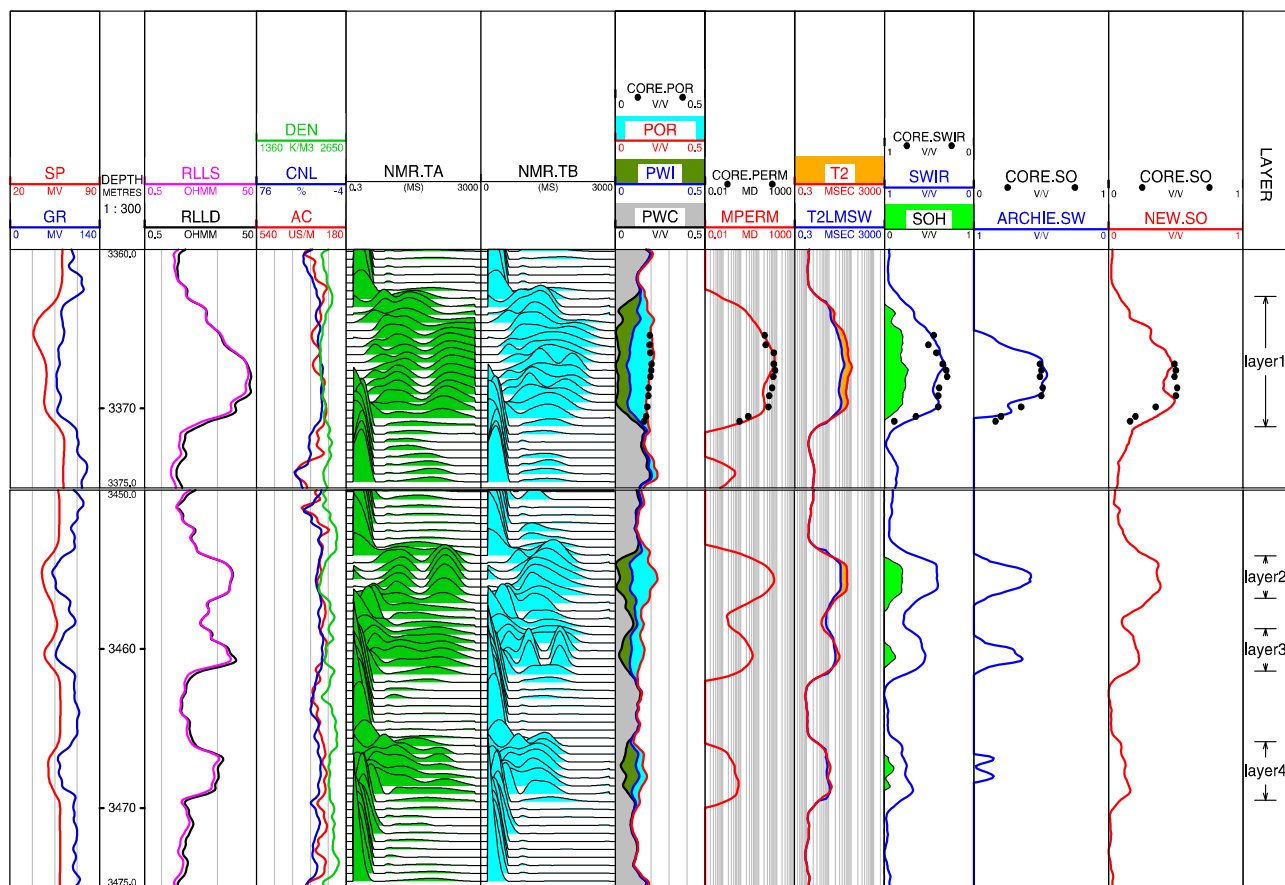 CORE.POR
0 V/V 0.5
DEN
1360 K/M3 2650
POR
0 V/V 0.5
CORE.SWIR
1 V/V 0
SP
20 MV 90
DEPTH
METRES
1 : 300
RLLS
0.5 OHMM 50
CNL
76 % -4
NMR.TA
0.3 (MS) 3000
NMR.TB
0 (MS) 3000
PWI
0 V/V 0.5
CORE.PERM
0.01 MD 1000
T2
0.3 MSEC 3000
SWIR
1 V/V 0
CORE.SO
0 V/V 1
CORE.SO
0 V/V 1
LAYER
GR
0 MV 140
RLLD
0.5 OHMM 50
AC
540 US/M 180
PWC
0 V/V 0.5
MPERM
0.01 MD 1000
T2LMSW
0.3 MSEC 3000
SOH
0 V/V 1
ARCHIE.SW
1 V/V 0
NEW.SO
0 V/V 1
3360.0
layer1
3370
3375.0
3450.0
layer2
3460
layer3
layer4
3470
3475.0